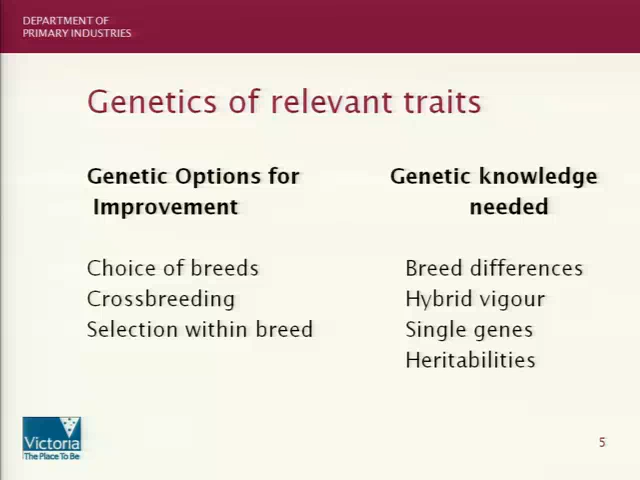 DEPARTMENT OF
PRIMARY INDUSTRIES
Genetics of relevant traits
Genetic Options for
Improvement
Genetic knowledge
needed
Choice of breeds
Crossbreeding
Selection within breed
Breed differences
Hybrid vigour
Single genes
Heritabilities
Victoria
The Place To Be
5